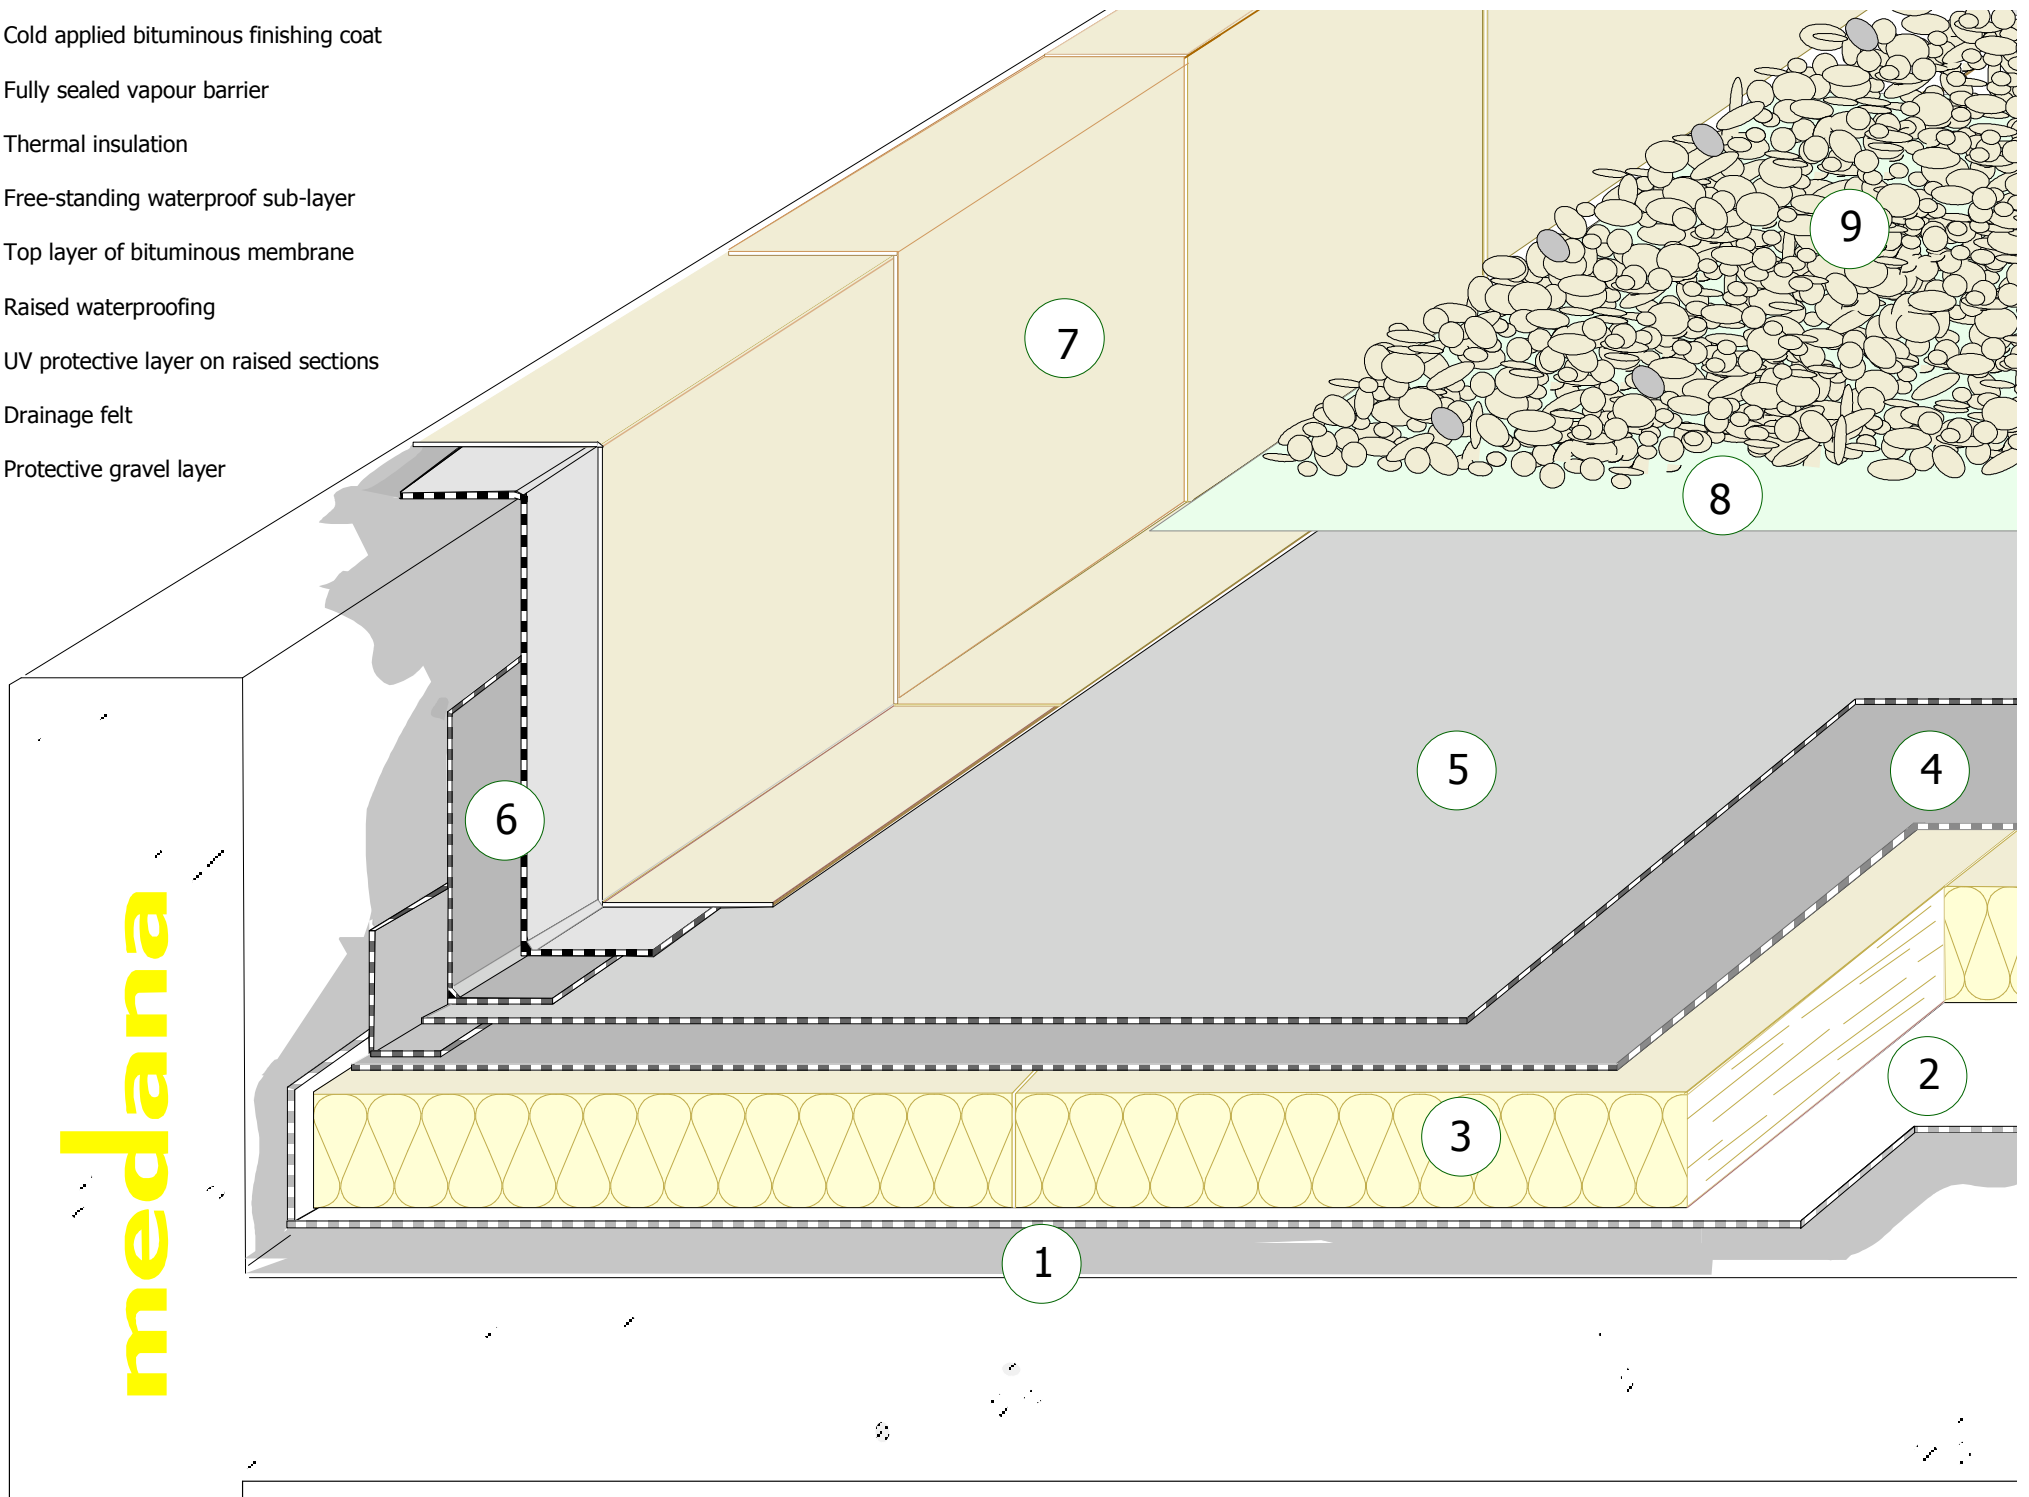 Cold applied bituminous finishing coat
Fully sealed vapour barrier
Thermal insulation
Free-standing waterproof sub-layer
Top layer of bituminous membrane
Raised waterproofing
UV protective layer on raised sections
Drainage felt
Protective gravel layer
9
7
8
5
4
6
2
3
1
medana